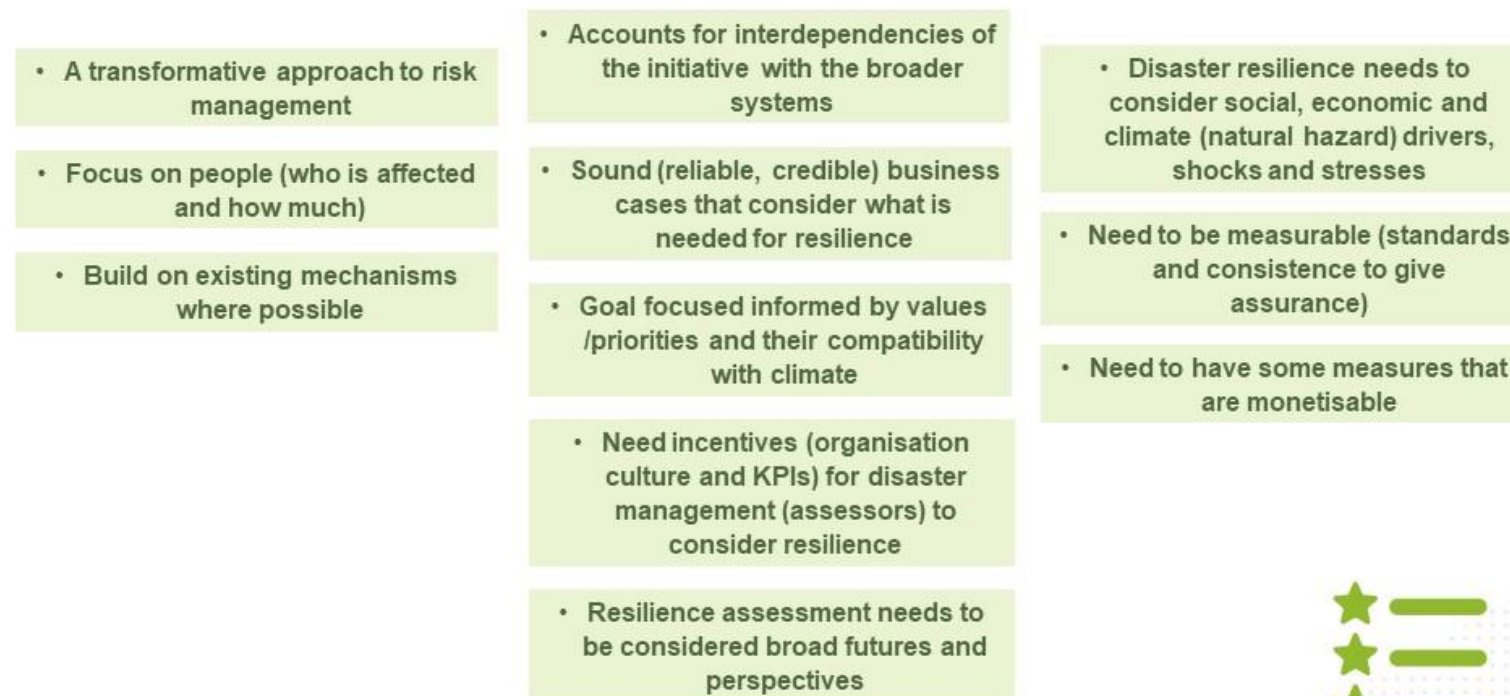 • A transformative approach to risk
management
• Focus on people (who is affected
and how much)
• Build on existing mechanisms
where possible
• Accounts for interdependencies of
the initiative with the broader
systems
• Sound (reliable, credible) business
cases that consider what is
needed for resilience
• Goal focused informed by values
/priorities and their compatibility
with climate
• Need incentives (organisation
culture and KPIs) for disaster
management (assessors) to
consider resilience
• Resilience assessment needs to
be considered broad futures and
perspectives
• Disaster resilience needs to
consider social, economic and
climate (natural hazard) drivers,
shocks and stresses
• Need to be measurable (standards
and consistence to give
assurance)
• Need to have some measures that
are monetisable